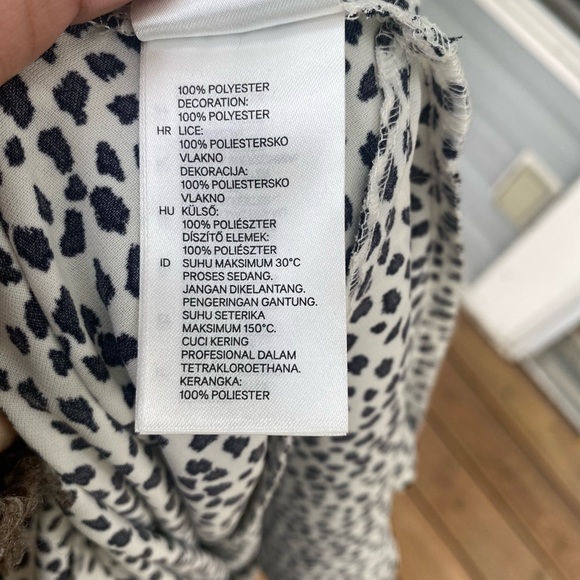 100% POLYESTER
DECORATION:
100% POLYESTER
HR LICE:
100% POLIESTERSKO
VLAKNO
DEKORACIJA:
100% POLIESTERSKO
VLAKNO
HU KÜLSŐ:
100% POLIÉSZTER
DÍSZÍTŐ ELEMEK:
100% POLIÉSZTER
ID SUHU MAKSIMUM 30°C
PROSES SEDANG.
JANGAN DIKELANTANG.
PENGERINGAN GANTUNG.
SUHU SETERIKA
MAKSIMUM 150°C.
CUCI KERING
PROFESIONAL DALAM
TETRAKLOROETHANA.
KERANGKA:
100% POLIESTER